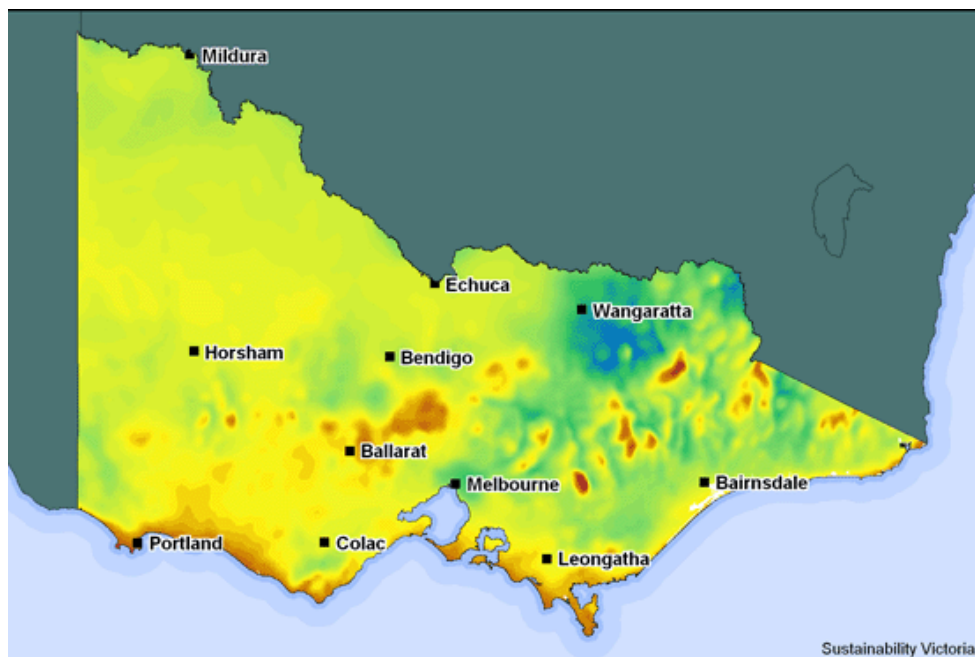 Mildura
Echuca
Wangaratta
Horsham
Bendigo
Ballarat
Melbourne
Bairnsdale
Portland
Colac
Leongatha
Sustainability Victoria